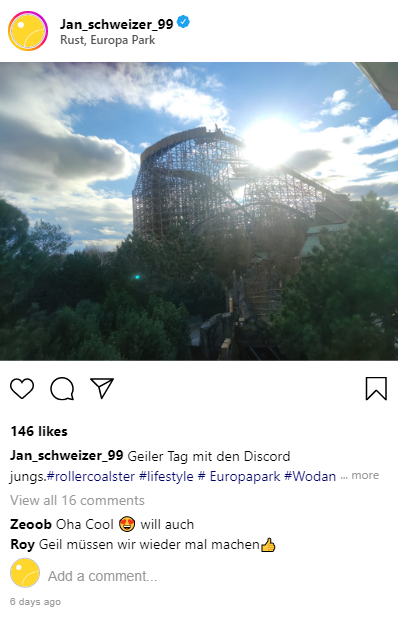 Jan_schweizer_99
Rust, Europa Park
146 likes
Jan_schweizer_99 Geiler Tag mit den Discord
jungs.#rollercoalster #lifestyle # Europapark #Wodan ... more
View all 16 comments
Zeoob Oha Cool 🤩 will auch
Roy Geil müssen wir wieder mal machen👍
Add a comment...
6 days ago